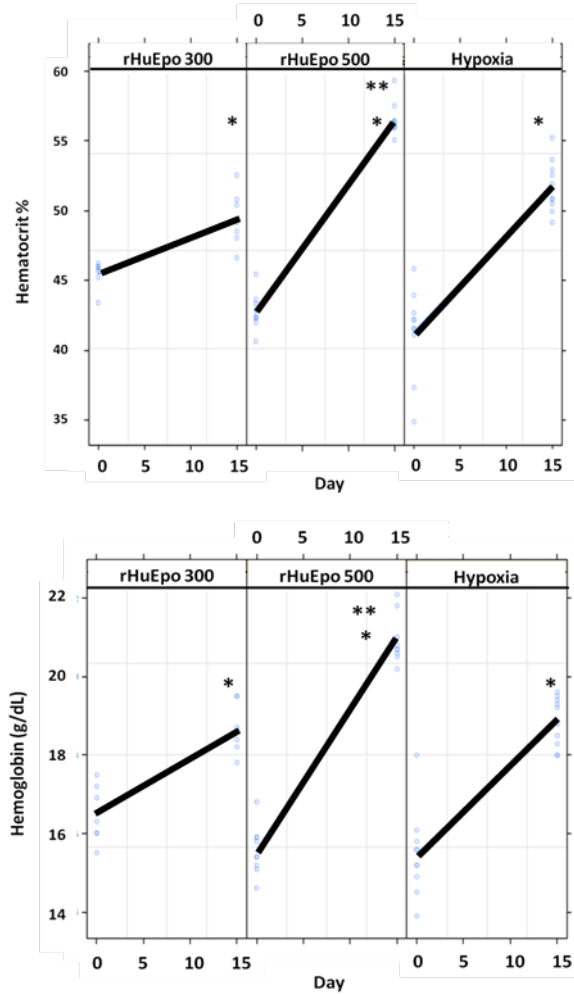 0 5 10 15
rHuEpo 300 rHuEpo 500 Hypoxia
60
**
* * *
55
50
Hematocrit %
45
40
35
0 5 10 15 0 5 10 15
Day
0 5 10 15
rHuEpo 300 rHuEpo 500 Hypoxia
22
**
*
* *
20
Hemoglobin (g/dL)
18
16
14
0 5 10 15 0 5 10 15
Day